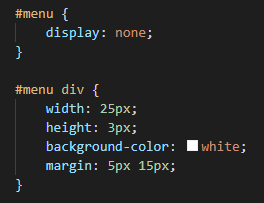 #menu {
    display: none;
}

#menu div {
    width: 25px;
    height: 3px;
    background-color: white;
    margin: 5px 15px;
}